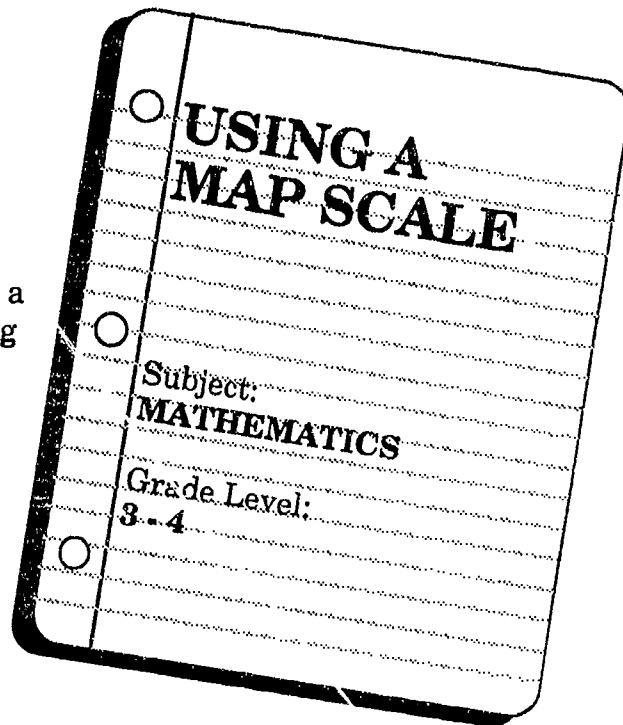 USING A
MAP SCALE
a
g
Subject:
MATHEMATICS
Grade Level:
3 - 4